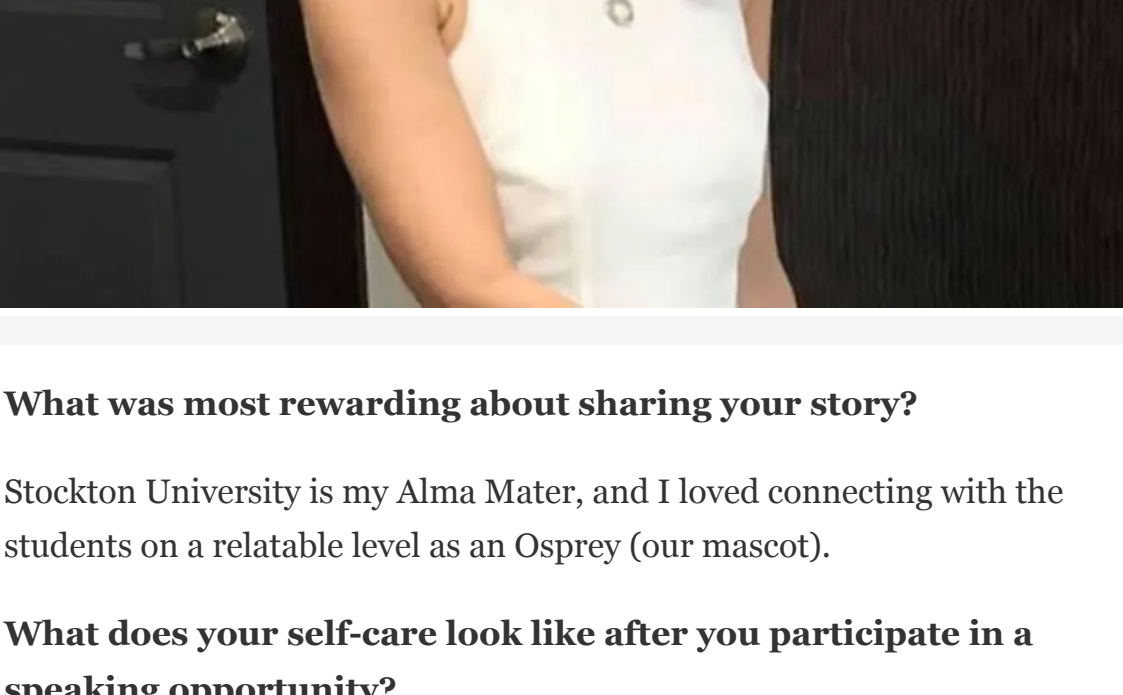 What was most rewarding about sharing your story?
Stockton University is my Alma Mater, and I loved connecting with the
students on a relatable level as an Osprey (our mascot).
What does your self-care look like after you participate in a
speaking opportunity?